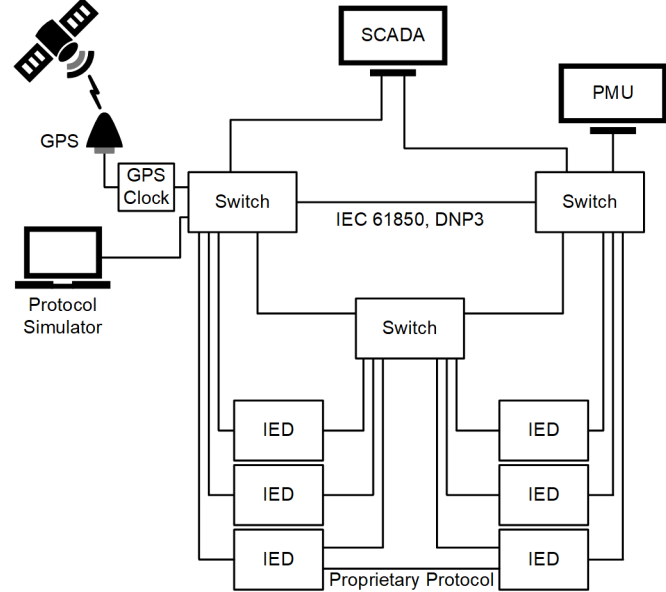 SCADA
PMU
GPS
GPS
Clock
Switch
Switch
IEC 61850, DNP3
Protocol
Simulator
Switch
IED
IED
IED
IED
IED
IED
Proprietary Protocol